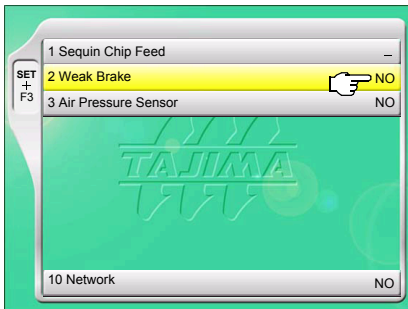 1 Sequin Chip Feed –
SET
+
F3
2 Weak Brake NO
3 Air Pressure Sensor NO
TAJIMA
10 Network NO